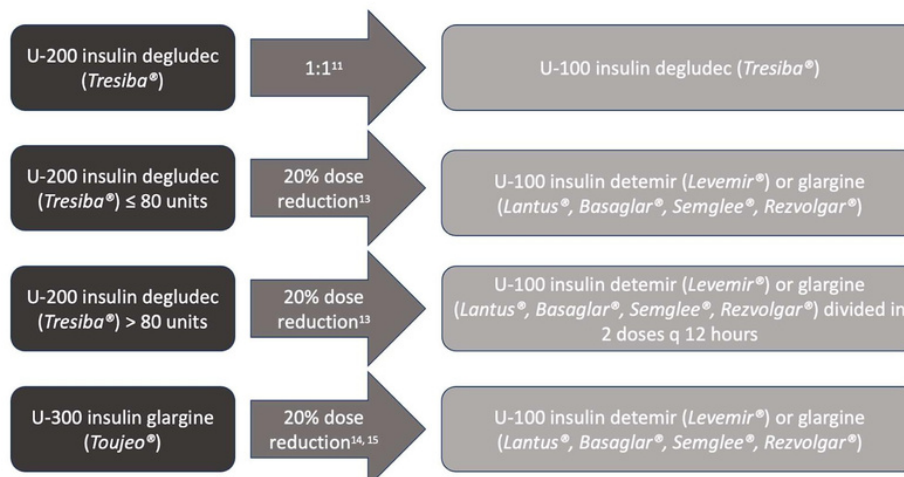 U-200 insulin degludec
(Tresiba®)
1:1¹¹
U-100 insulin degludec (Tresiba®)
U-200 insulin degludec
(Tresiba®) ≤ 80 units
20% dose
reduction¹³
U-100 insulin detemir (Levemir®) or glargine
(Lantus®, Basaglar®, Semglee®, Rezvolgar®)
U-200 insulin degludec
(Tresiba®) > 80 units
20% dose
reduction¹³
U-100 insulin detemir (Levemir®) or glargine
(Lantus®, Basaglar®, Semglee®, Rezvolgar®) divided in
2 doses q 12 hours
U-300 insulin glargine
(Toujeo®)
20% dose
reduction¹⁴, ¹⁵
U-100 insulin detemir (Levemir®) or glargine
(Lantus®, Basaglar®, Semglee®, Rezvolgar®)